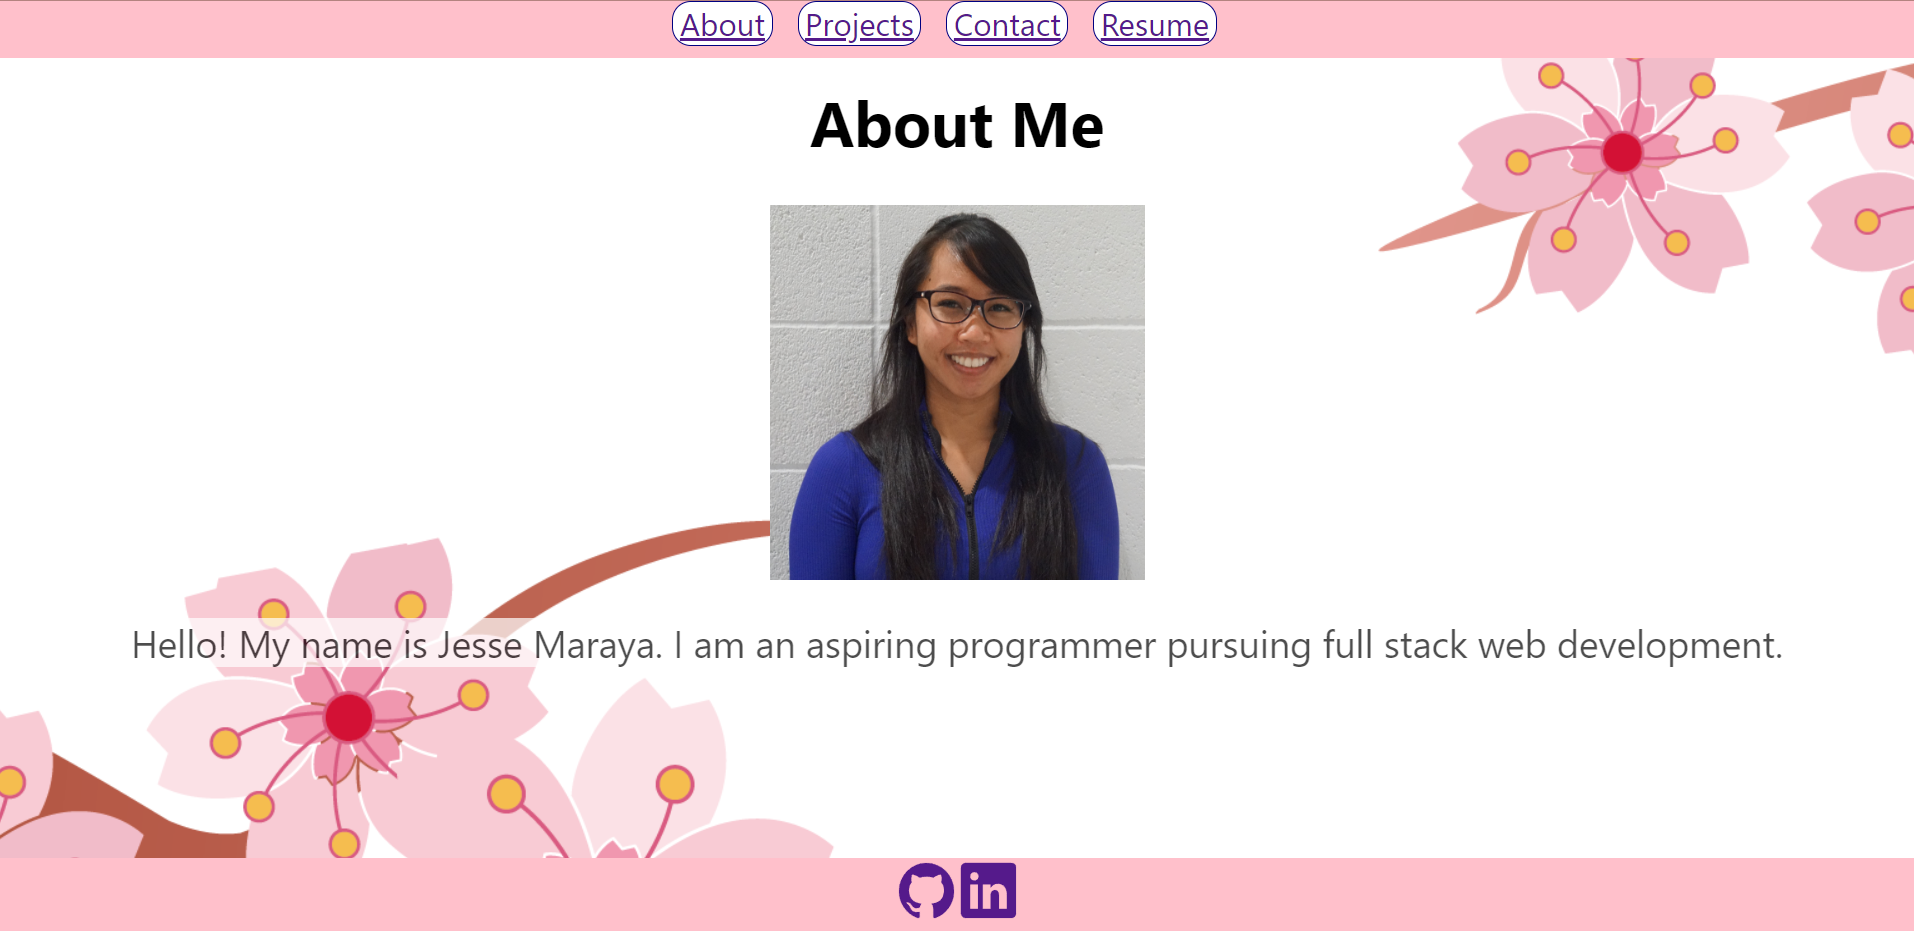 About Projects Contact Resume
About Me
Hello! My name is Jesse Maraya. I am an aspiring programmer pursuing full stack web development.
in